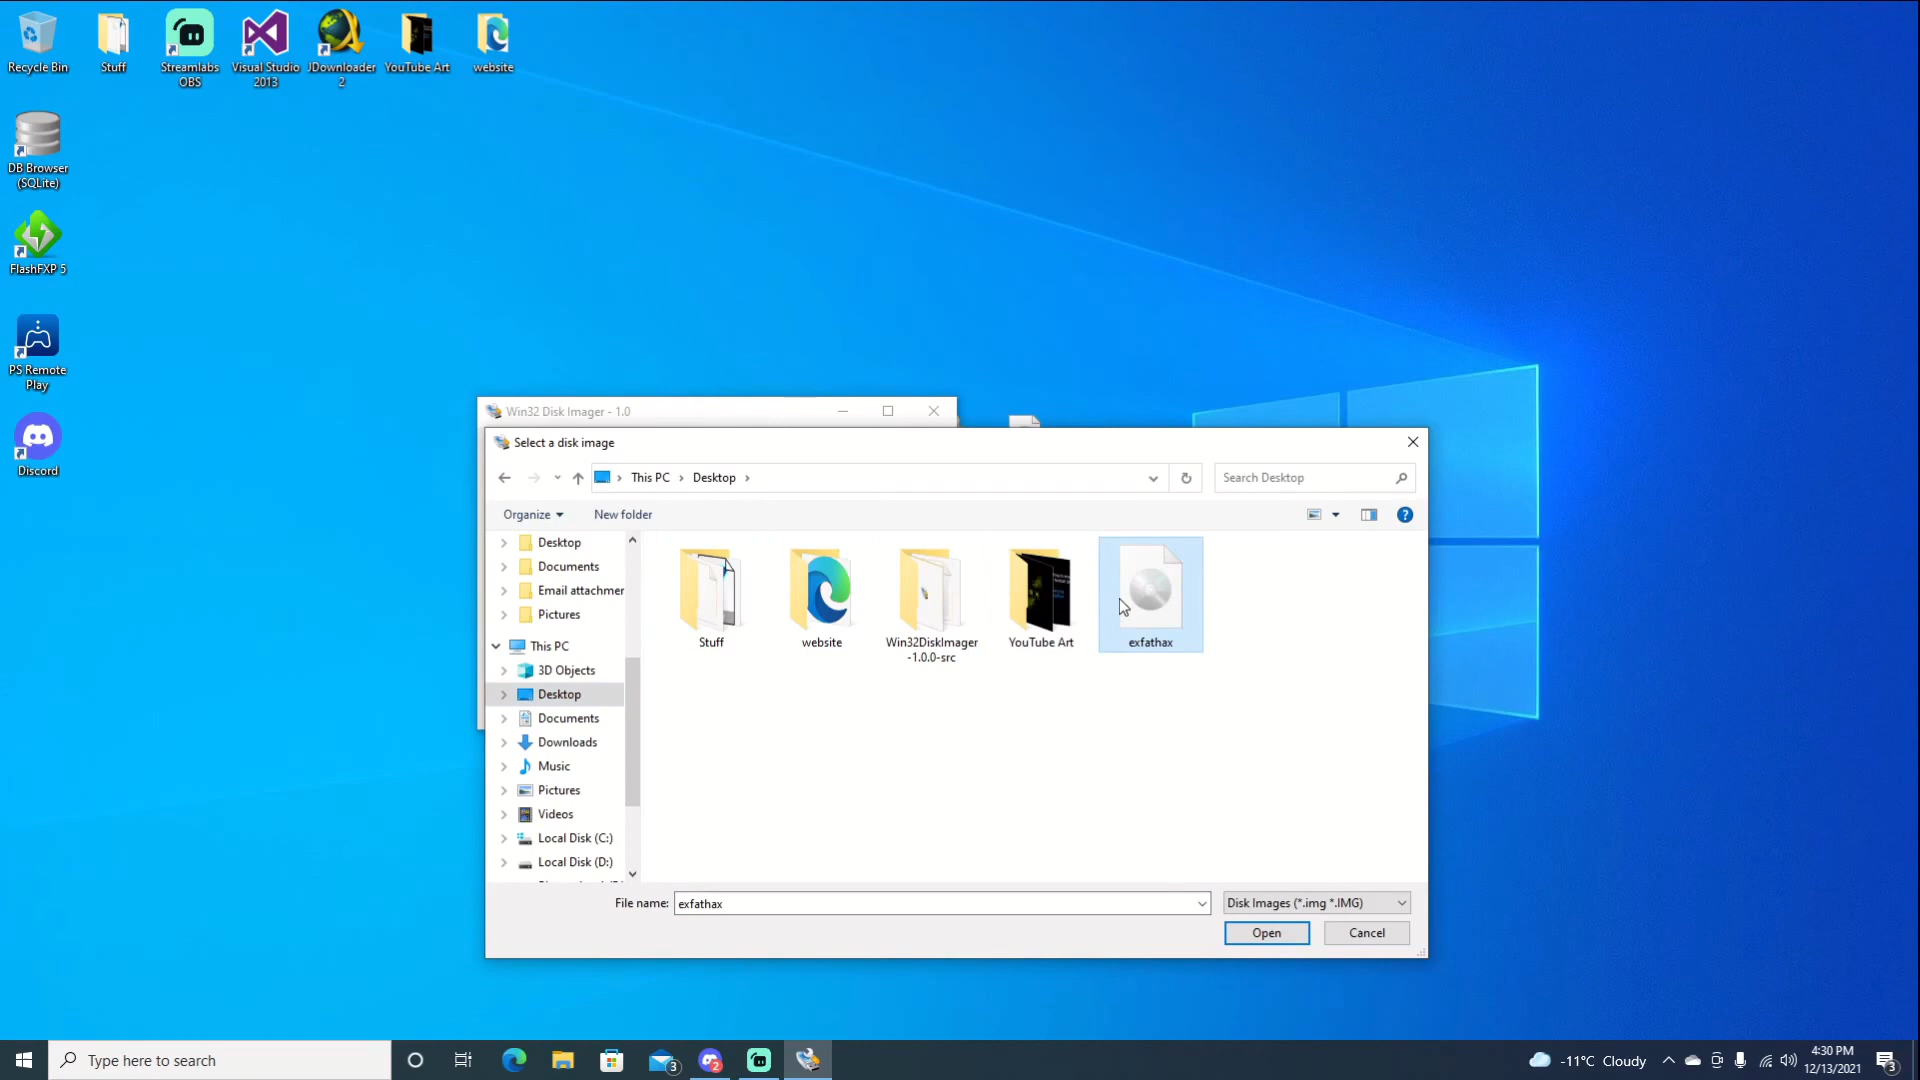 Recycle Bin
Stuff
Streamlabs
OBS
Visual Studio
2013
JDownloader
2
YouTube Art
website
DB Browser
(SQLite)
FlashFXP 5
PS Remote
Play
Discord
Win32 Disk Imager - 1.0
Select a disk image
This PC > Desktop >
Search Desktop
Organize
New folder
Desktop
Documents
Email attachmer
Pictures
This PC
3D Objects
Desktop
Documents
Downloads
Music
Pictures
Videos
Local Disk (C:)
Local Disk (D:)
Stuff
website
Win32DiskImager
-1.0.0-src
YouTube Art
exfathax
File name:
exfathax
Disk Images (*.img *.IMG)
Open
Cancel
Type here to search
3
2
-11°C Cloudy
4:30 PM
12/13/2021
3